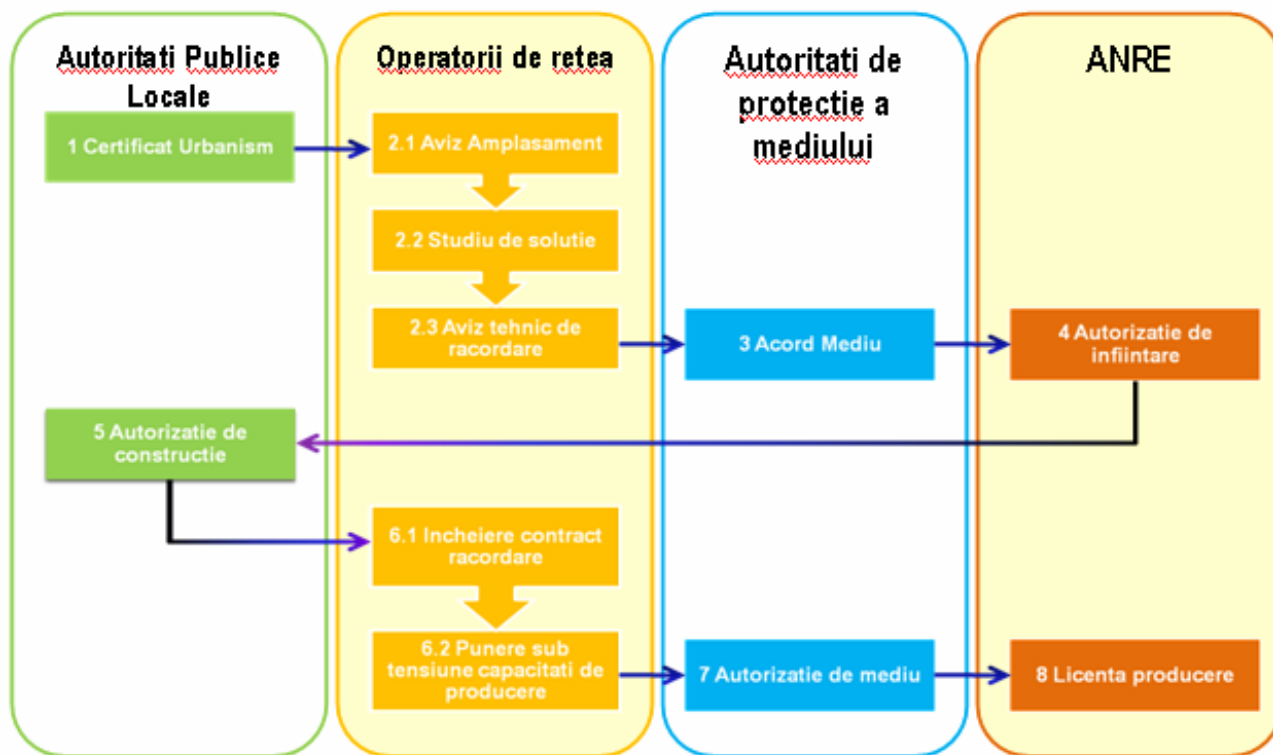 Autoritati Publice
Locale
1 Certificat Urbanism
5 Autorizatie de
constructie
Operatorii de retea
2.1 Aviz Amplasament
2.2 Studiu de solutie
2.3 Aviz tehnic de
racordare
6.1 Incheiere contract
racordare
6.2 Punere sub
tensiune capacitati de
producere
Autoritati de
protectie a
mediului
3 Acord Mediu
7 Autorizatie de mediu
ANRE
4 Autorizatie de
infiintare
8 Licenta producere